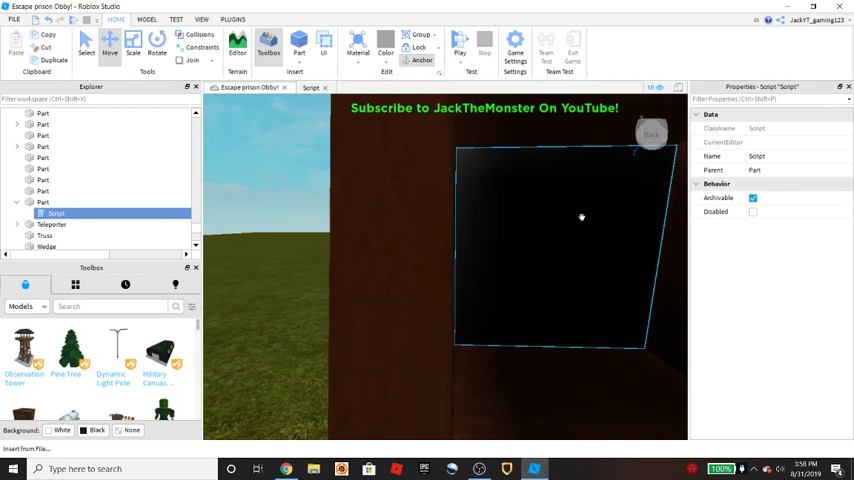 Escape prison Obby! - Roblox Studio
FILE HOME MODEL TEST VIEW PLUGINS JackYT_gaming123
Paste Copy Cut Duplicate Clipboard
Select Move Scale Rotate Collisions Constraints Join Tools
Editor Terrain
Toolbox Part UI Insert
Material Color Group Lock Anchor Edit
Play Stop Test
Game Settings Settings
Team Test Exit Game Team Test
Explorer
Filter workspace (Ctrl+Shift+X)
Part
Part
Part
Part
Part
Part
Part
Part
Part
Script
Teleporter
Truss
Wedge
Toolbox
Models Search
Observation Tower
Pine Tree
Dynamic Light Pole
Military Canvas...
Background: White Black None
Insert from File...
Escape prison Obby! Script UI
Subscribe to JackTheMonster On YouTube!
Back
Properties - Script "Script"
Filter Properties (Ctrl+Shift+P)
Data
ClassName Script
CurrentEditor
Name Script
Parent Part
Behavior
Archivable
Disabled
Type here to search
EPIC
100%
3:58 PM
8/31/2019